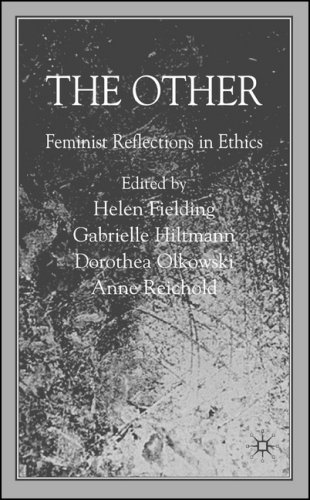 THE OTHER
Feminist Reflections in Ethics
Edited by
Helen Fielding
Gabrielle Hiltmann
Dorothea Olkowski
Anne Reichold